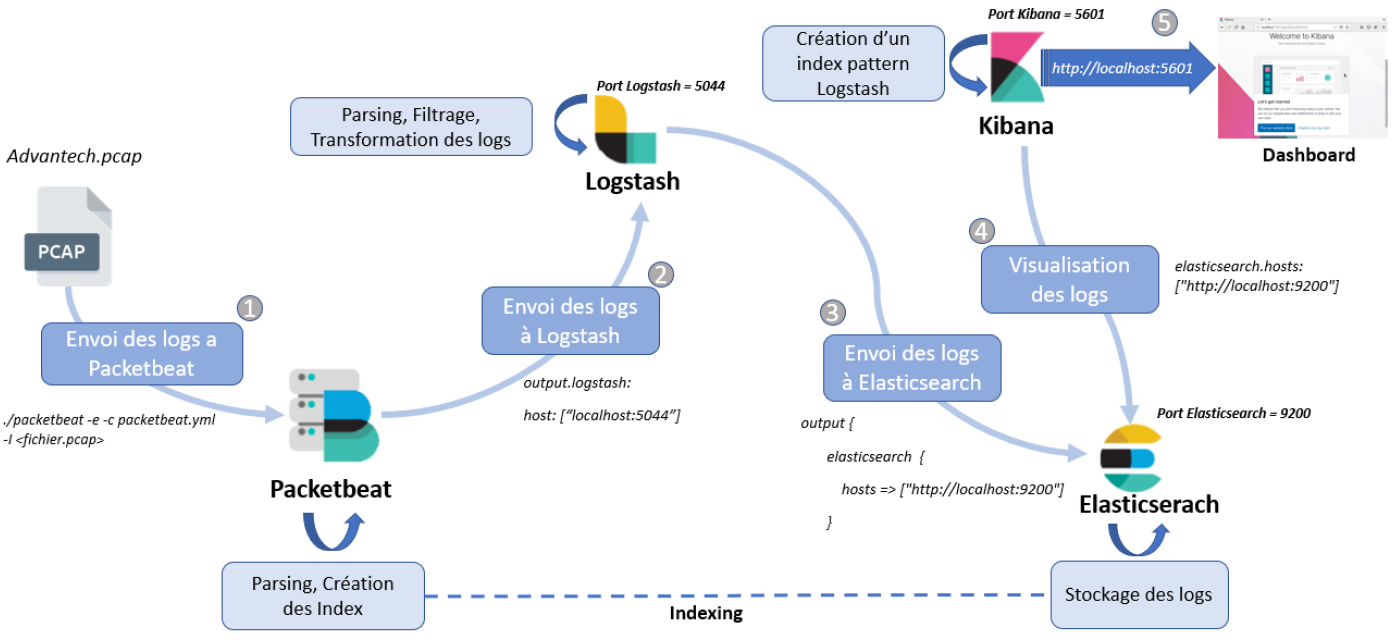 Advantech.pcap
PCAP
1
Envoi des logs a
Packetbeat
./packetbeat -e -c packetbeat.yml
-I <fichier.pcap>
Packetbeat
Parsing, Création
des Index
Indexing
2
Envoi des logs
à Logstash
output.logstash:
host: [“localhost:5044”]
Parsing, Filtrage,
Transformation des logs
Port Logstash = 5044
Logstash
3
Envoi des logs
à Elasticsearch
output {
elasticsearch {
hosts => ["http://localhost:9200"]
}
Création d’un
index pattern
Logstash
Port Kibana = 5601
Kibana
5
http://localhost:5601
Welcome to Kibana
Let's get started
Dashboard
4
Visualisation
des logs
elasticsearch.hosts:
["http://localhost:9200"]
Port Elasticsearch = 9200
Elasticserach
Stockage des logs